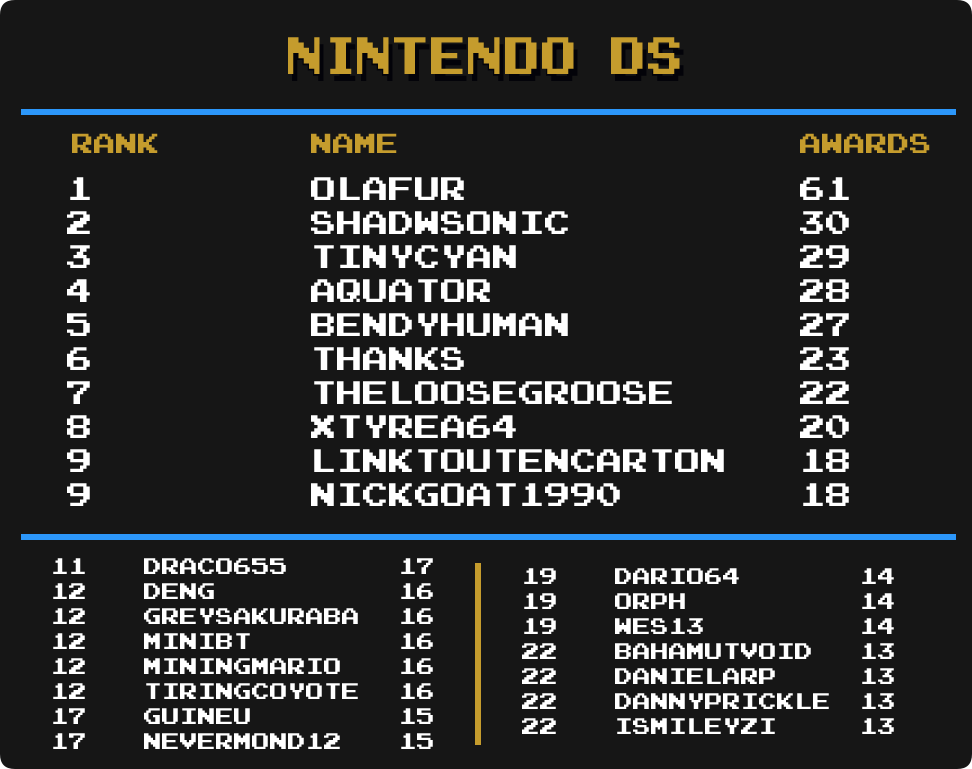 NINTENDO DS
RANK NAME AWARDS
1 OLAFUR 61
2 SHADWSONIC 30
3 TINYCYAN 29
4 AQUATOR 28
5 BENDYHUMAN 27
6 THANKS 23
7 THELOOSEGROOSE 22
8 XTYREA64 20
9 LINKTOUTENCARTON 18
9 NICKGOAT1990 18
11 DRACO655 17
12 DENG 16
12 GREYSAKURABA 16
12 MINIBT 16
12 MININGMARIO 16
12 TIRINGCOYOTE 16
17 GUINEU 15
17 NEVERMOND12 15
19 DARIO64 14
19 ORPH 14
19 WES13 14
22 BAHAMUTVOID 13
22 DANIELARP 13
22 DANNYPRICKLE 13
22 ISMILEYZI 13